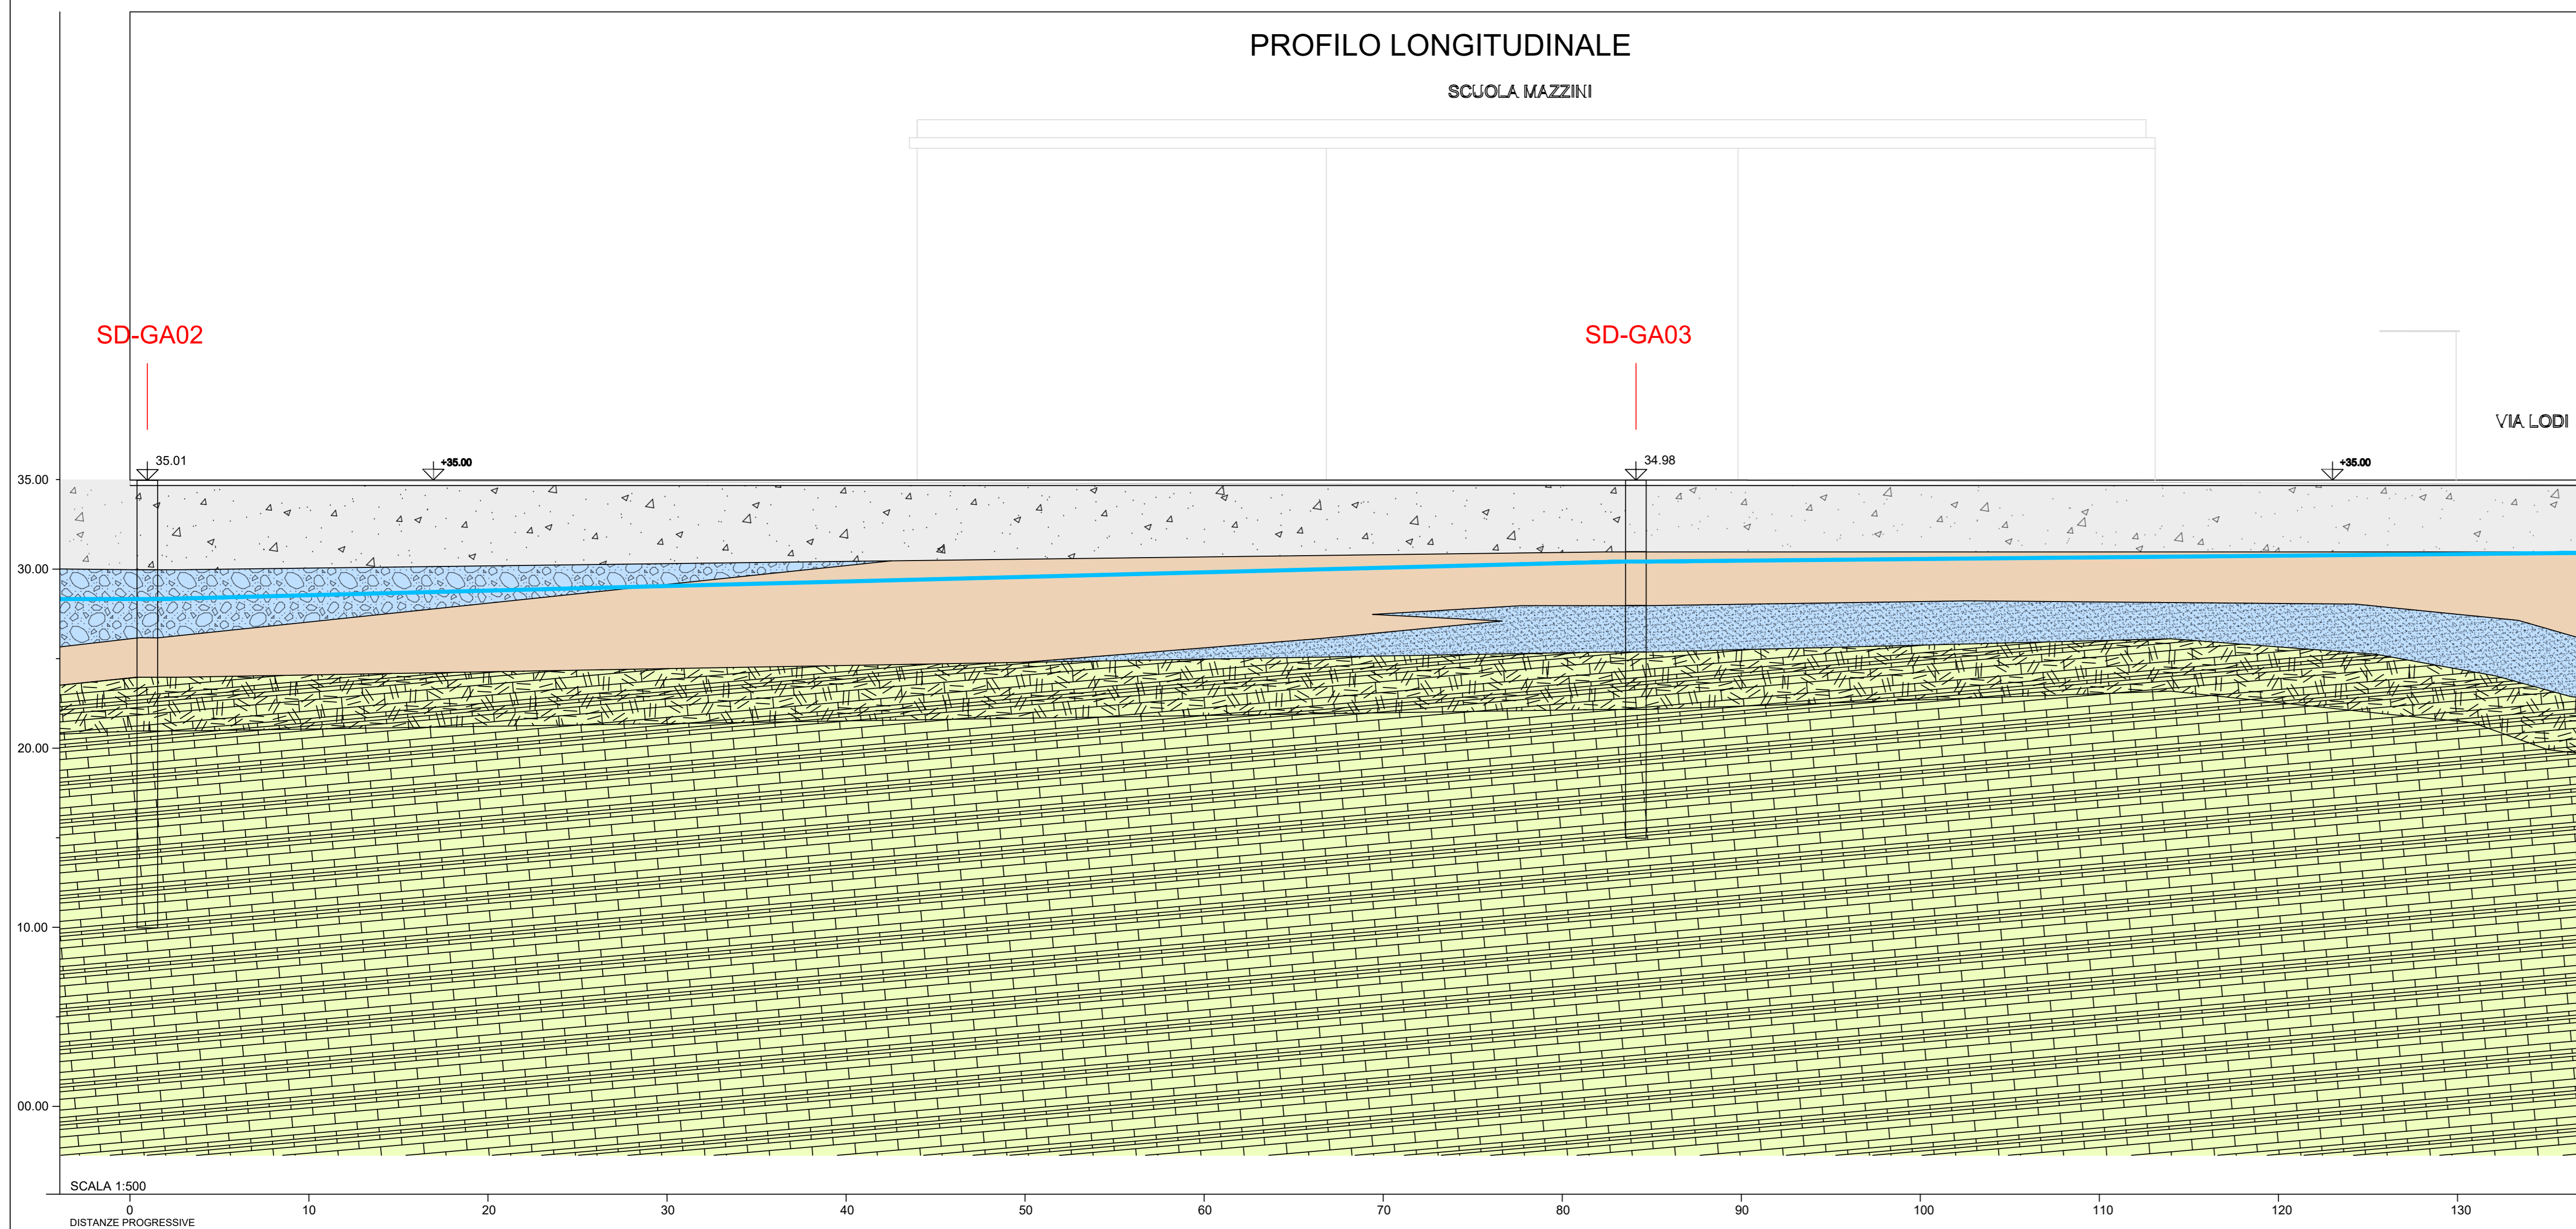 PROFILO LONGITUDINALE
SCUOLA MAZZINI
SD-GA02
SD-GA03
VIA LODI
35.01
+35.00
34.98
+35.00
35.00
30.00
20.00
10.00
00.00
SCALA 1:500
0 10 20 30 40 50 60 70 80 90 100 110 120 130
DISTANZE PROGRESSIVE